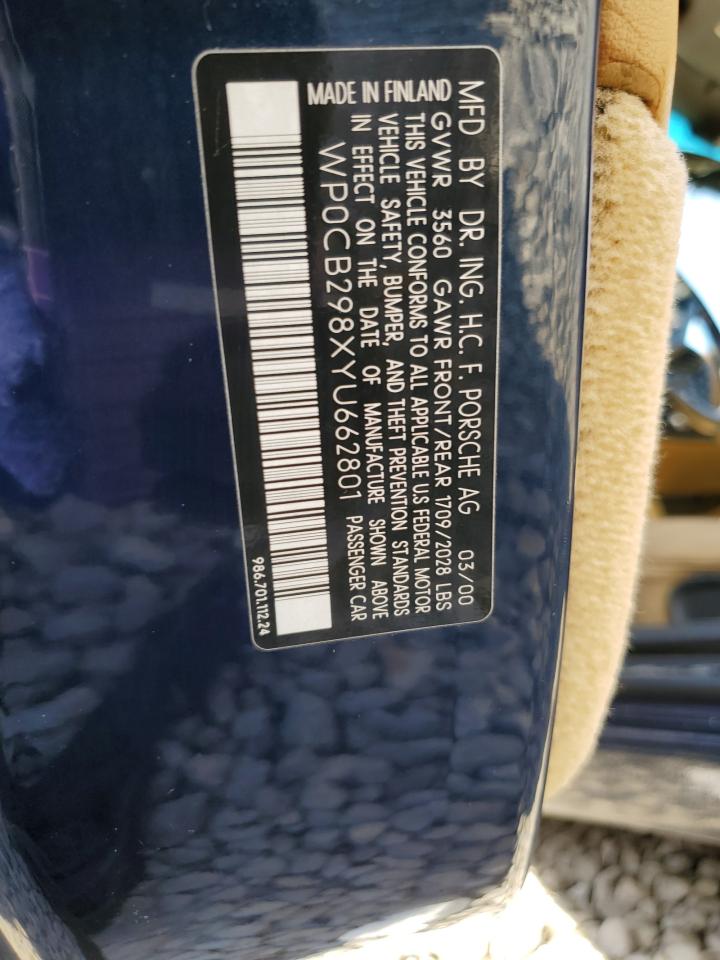 MFD BY DR. ING. H.C. F. PORSCHE AG 03/00
GVWR 3560 GAWR FRONT/REAR 1709/2028 LBS
THIS VEHICLE CONFORMS TO ALL APPLICABLE US FEDERAL MOTOR
VEHICLE SAFETY, BUMPER, AND THEFT PREVENTION STANDARDS
IN EFFECT ON THE DATE OF MANUFACTURE SHOWN ABOVE
MADE IN FINLAND
WP0CB298XYU662801 PASSENGER CAR
986.701.112.24